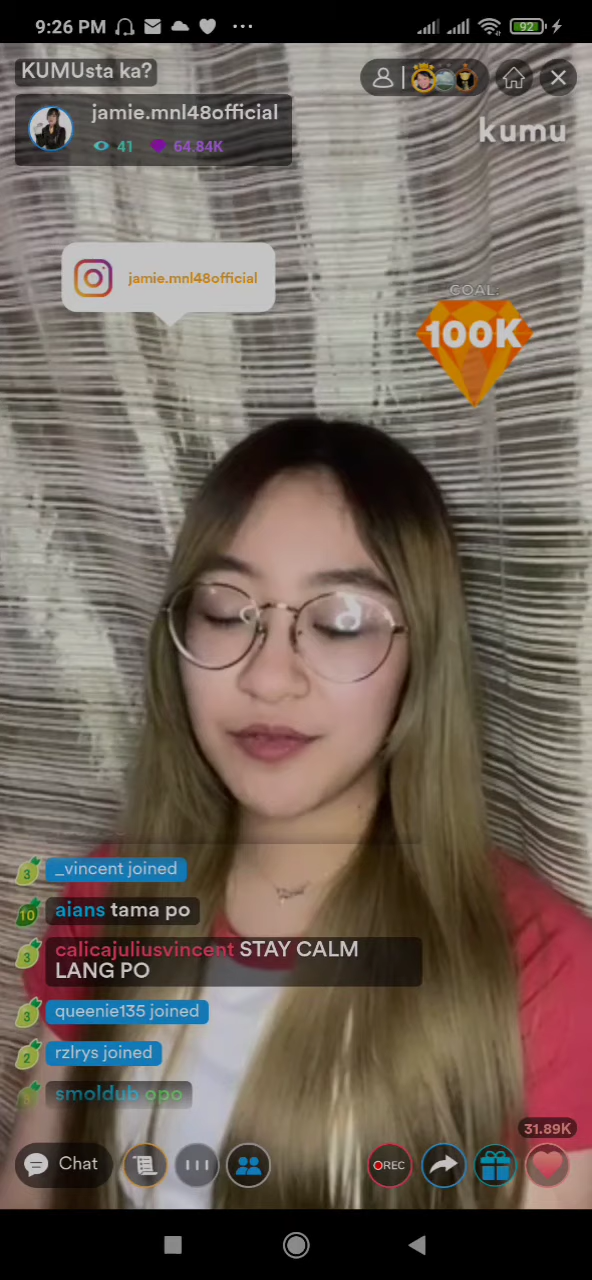 9:26 PM
92
KUMUsta ka?
jamie.mnl48official
41
64.84K
kumu
jamie.mnl48official
GOAL:
100K
3 _vincent joined
10 aians tama po
3 calicajuliusvincent STAY CALM
LANG PO
3 queenie135 joined
2 rzlrys joined
smoldub opo
31.89K
Chat
REC